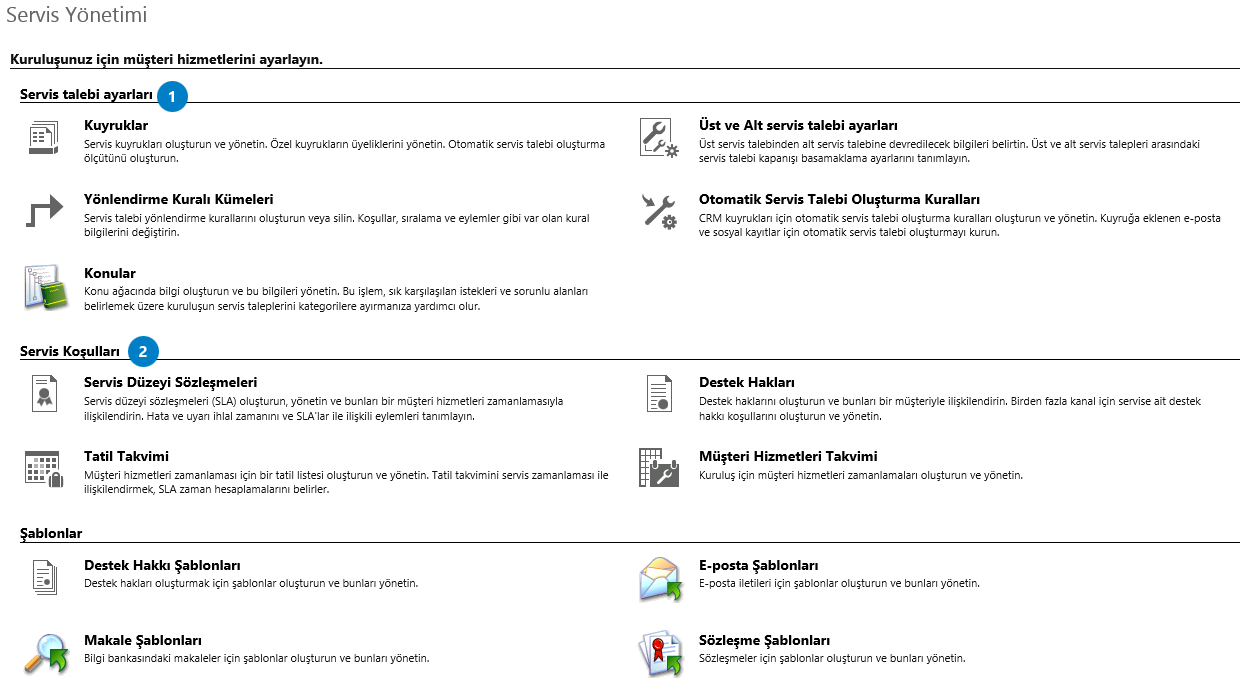 Servis Yönetimi
Kuruluşunuz için müşteri hizmetlerini ayarlayın.
Servis talebi ayarları 1
Kuyruklar
Servis kuyrukları oluşturun ve yönetin. Özel kuyrukların üyeliklerini yönetin. Otomatik servis talebi oluşturma
ölçütünü oluşturun.
Üst ve Alt servis talebi ayarları
Üst servis talebinden alt servis talebine devredilecek bilgileri belirtin. Üst ve alt servis talepleri arasındaki
servis talebi kapanışı basamaklama ayarlarını tanımlayın.
Yönlendirme Kuralı Kümeleri
Servis talebi yönlendirme kurallarını oluşturun veya silin. Koşullar, sıralama ve eylemler gibi var olan kural
bilgilerini değiştirin.
Otomatik Servis Talebi Oluşturma Kuralları
CRM kuyrukları için otomatik servis talebi oluşturma kuralları oluşturun ve yönetin. Kuyruğa eklenen e-posta
ve sosyal kayıtlar için otomatik servis talebi oluşturmayı kurun.
Konular
Konu ağacında bilgi oluşturun ve bu bilgileri yönetin. Bu işlem, sık karşılaşılan istekleri ve sorunlu alanları
belirlemek üzere kuruluşun servis taleplerini kategorilere ayırmanıza yardımcı olur.
Servis Koşulları 2
Servis Düzeyi Sözleşmeleri
Servis düzeyi sözleşmeleri (SLA) oluşturun, yönetin ve bunları bir müşteri hizmetleri zamanlamasıyla
ilişkilendirin. Hata ve uyarı ihlal zamanını ve SLA'lar ile ilişkili eylemleri tanımlayın.
Destek Hakları
Destek haklarını oluşturun ve bunları bir müşteriyle ilişkilendirin. Birden fazla kanal için servise ait destek
hakkı koşullarını oluşturun ve yönetin.
Tatil Takvimi
Müşteri hizmetleri zamanlaması için bir tatil listesi oluşturun ve yönetin. Tatil takvimini servis zamanlaması ile
ilişkilendirmek, SLA zaman hesaplamalarını belirler.
Müşteri Hizmetleri Takvimi
Kuruluş için müşteri hizmetleri zamanlamaları oluşturun ve yönetin.
Şablonlar
Destek Hakkı Şablonları
Destek hakları oluşturmak için şablonlar oluşturun ve bunları yönetin.
E-posta Şablonları
E-posta iletileri için şablonlar oluşturun ve bunları yönetin.
Makale Şablonları
Bilgi bankasındaki makaleler için şablonlar oluşturun ve bunları yönetin.
Sözleşme Şablonları
Sözleşmeler için şablonlar oluşturun ve bunları yönetin.